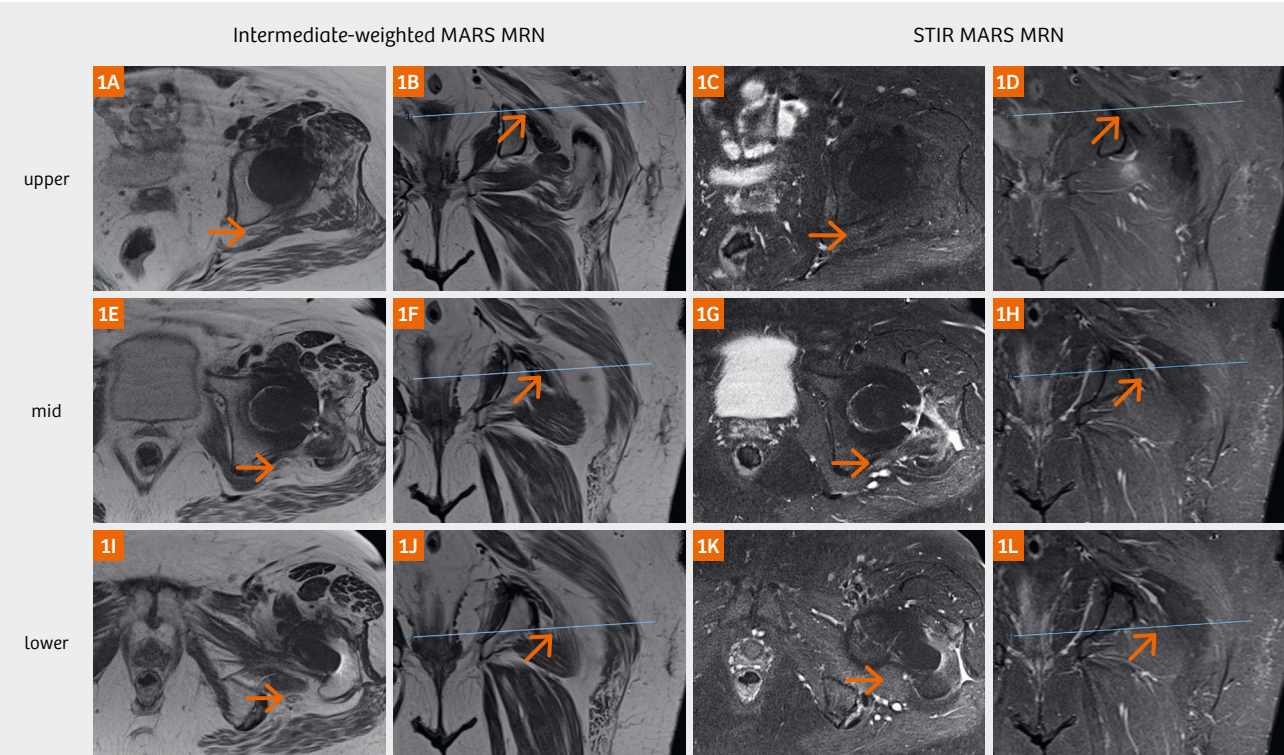 Intermediate-weighted MARS MRN
STIR MARS MRN
upper
1A
1B
1C
1D
mid
1E
1F
1G
1H
lower
1I
1J
1K
1L